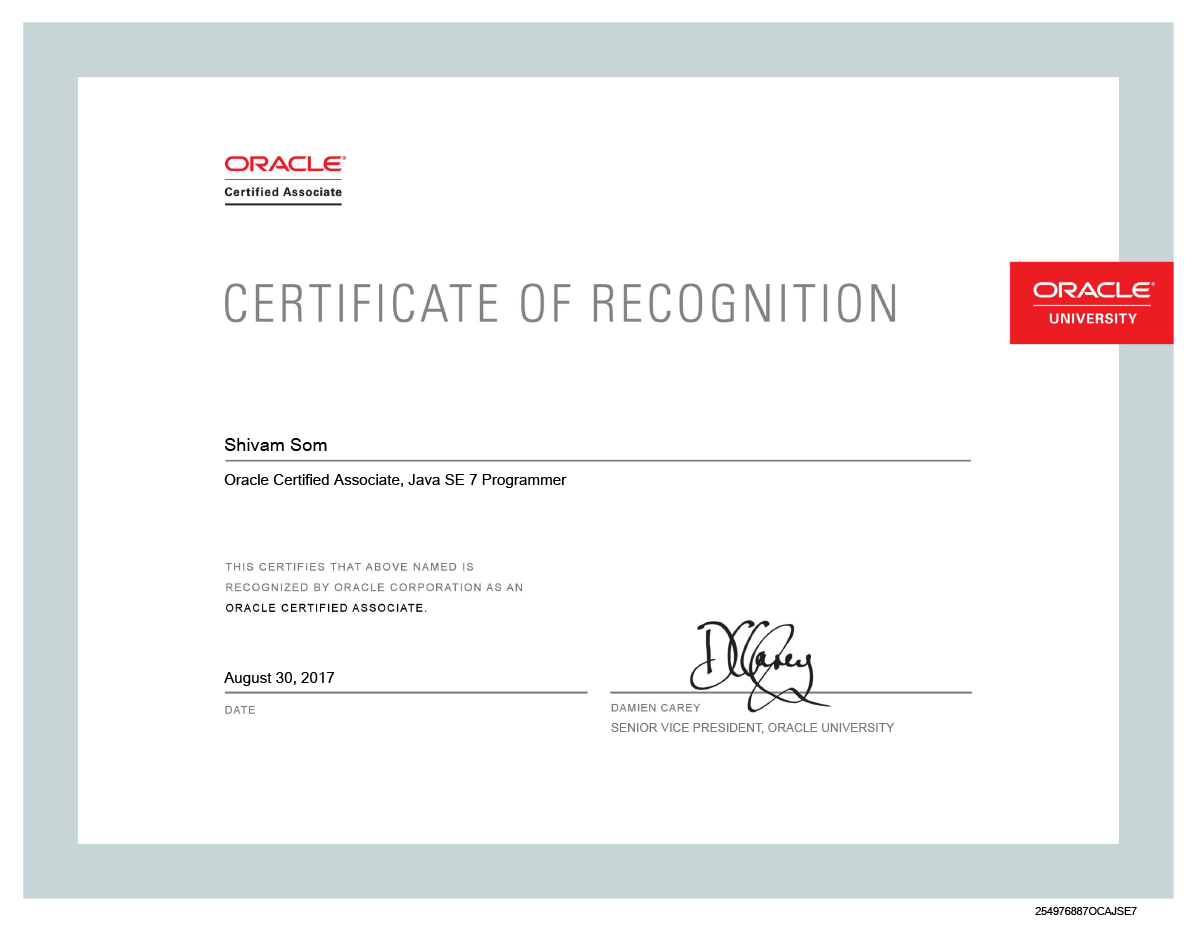 ORACLE®
Certified Associate
CERTIFICATE OF RECOGNITION
ORACLE®
UNIVERSITY
Shivam Som
Oracle Certified Associate, Java SE 7 Programmer
THIS CERTIFIES THAT ABOVE NAMED IS
RECOGNIZED BY ORACLE CORPORATION AS AN
ORACLE CERTIFIED ASSOCIATE.
DCCarey
August 30, 2017
DATE
DAMIEN CAREY
SENIOR VICE PRESIDENT, ORACLE UNIVERSITY
254976887OCAJSE7